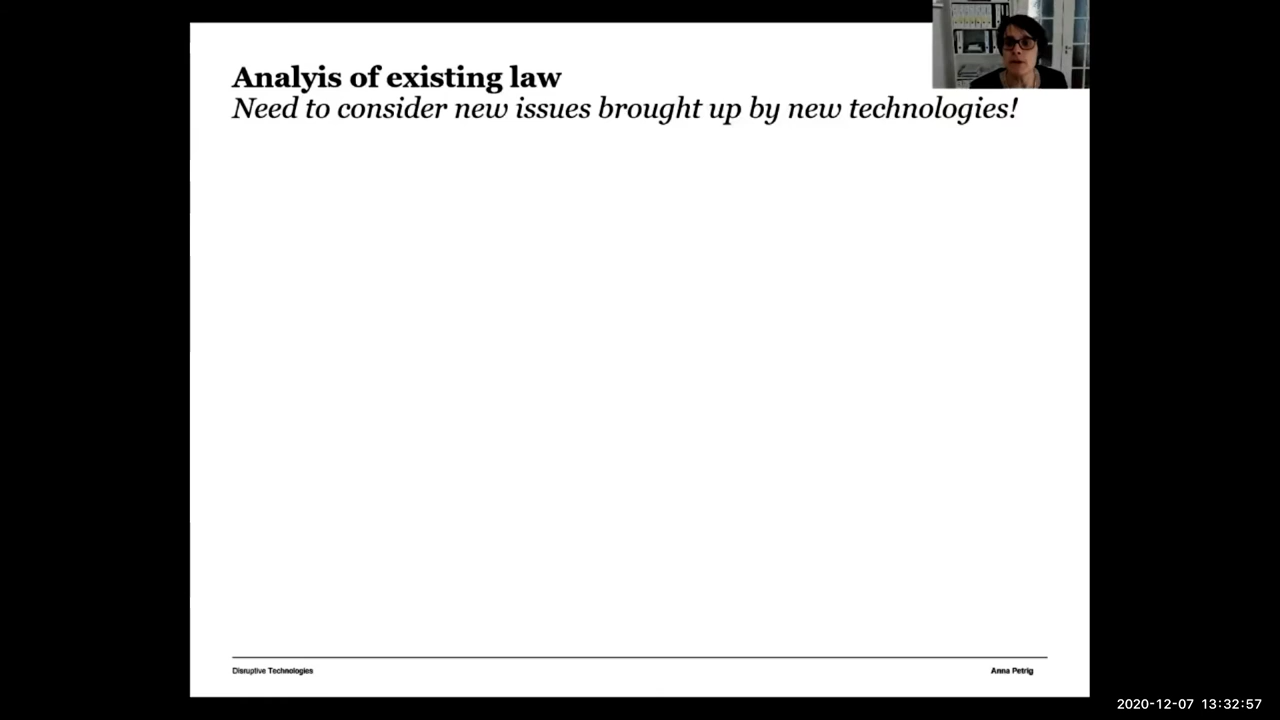 Analyis of existing law
Need to consider new issues brought up by new technologies!
Disruptive Technologies
Anna Petrig
2020-12-07 13:32:57